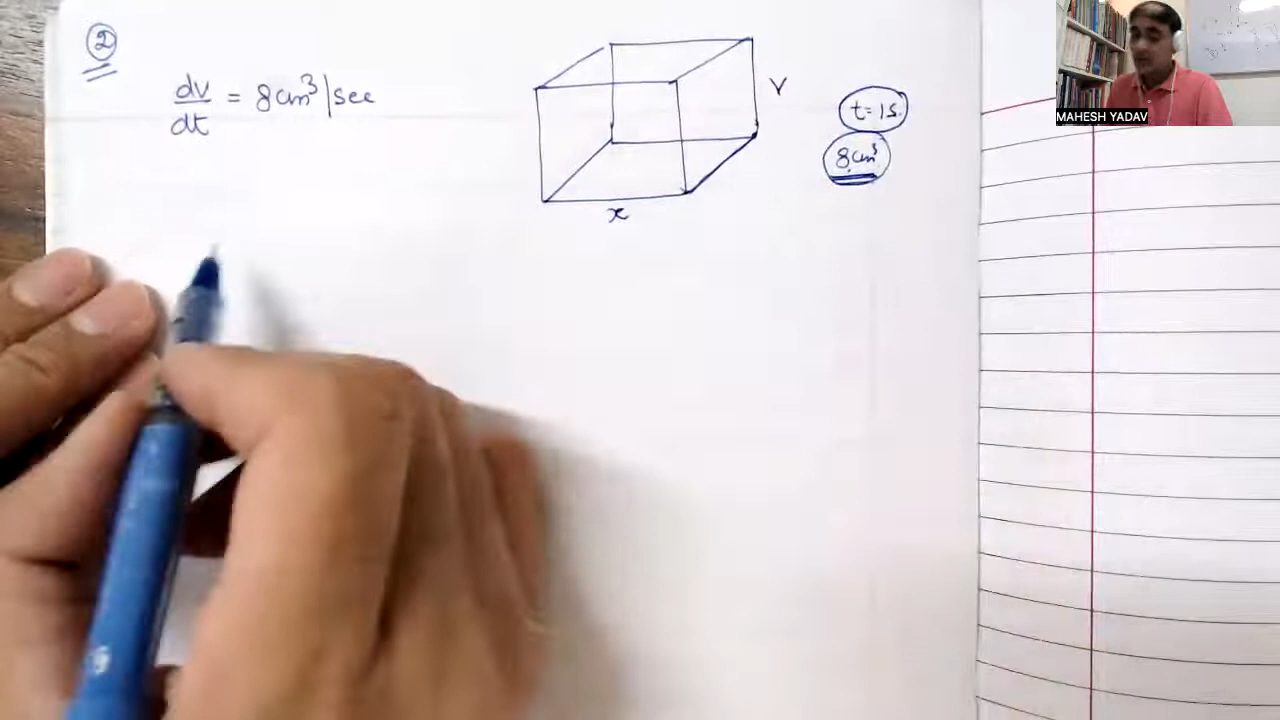 ②
dv/dt = 8cm³/sec
V
x
t=1s.
8cm³
MAHESH YADAV